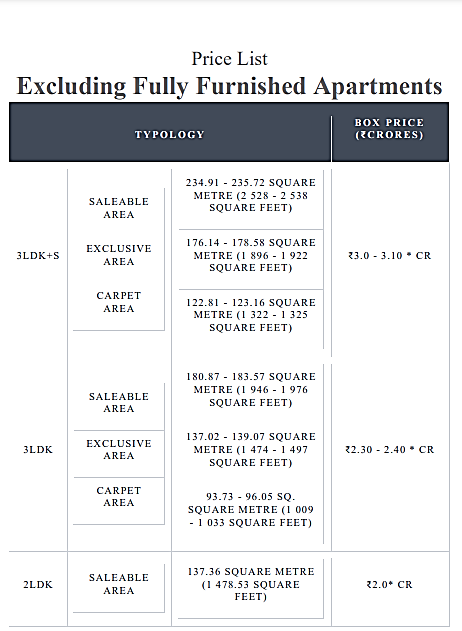 Price List
Excluding Fully Furnished Apartments
TYPOLOGY
BOX PRICE
(₹CRORES)
3LDK+S
SALEABLE
AREA
234.91 - 235.72 SQUARE
METRE (2 528 - 2 538
SQUARE FEET)
EXCLUSIVE
AREA
176.14 - 178.58 SQUARE
METRE (1 896 - 1 922
SQUARE FEET)
CARPET
AREA
122.81 - 123.16 SQUARE
METRE (1 322 - 1 325
SQUARE FEET)
₹3.0 - 3.10 * CR
3LDK
SALEABLE
AREA
180.87 - 183.57 SQUARE
METRE (1 946 - 1 976
SQUARE FEET)
EXCLUSIVE
AREA
137.02 - 139.07 SQUARE
METRE (1 474 - 1 497
SQUARE FEET)
CARPET
AREA
93.73 - 96.05 SQ.
SQUARE METRE (1 009
- 1 033 SQUARE FEET)
₹2.30 - 2.40 * CR
2LDK
SALEABLE
AREA
137.36 SQUARE METRE
(1 478.53 SQUARE
FEET)
₹2.0* CR